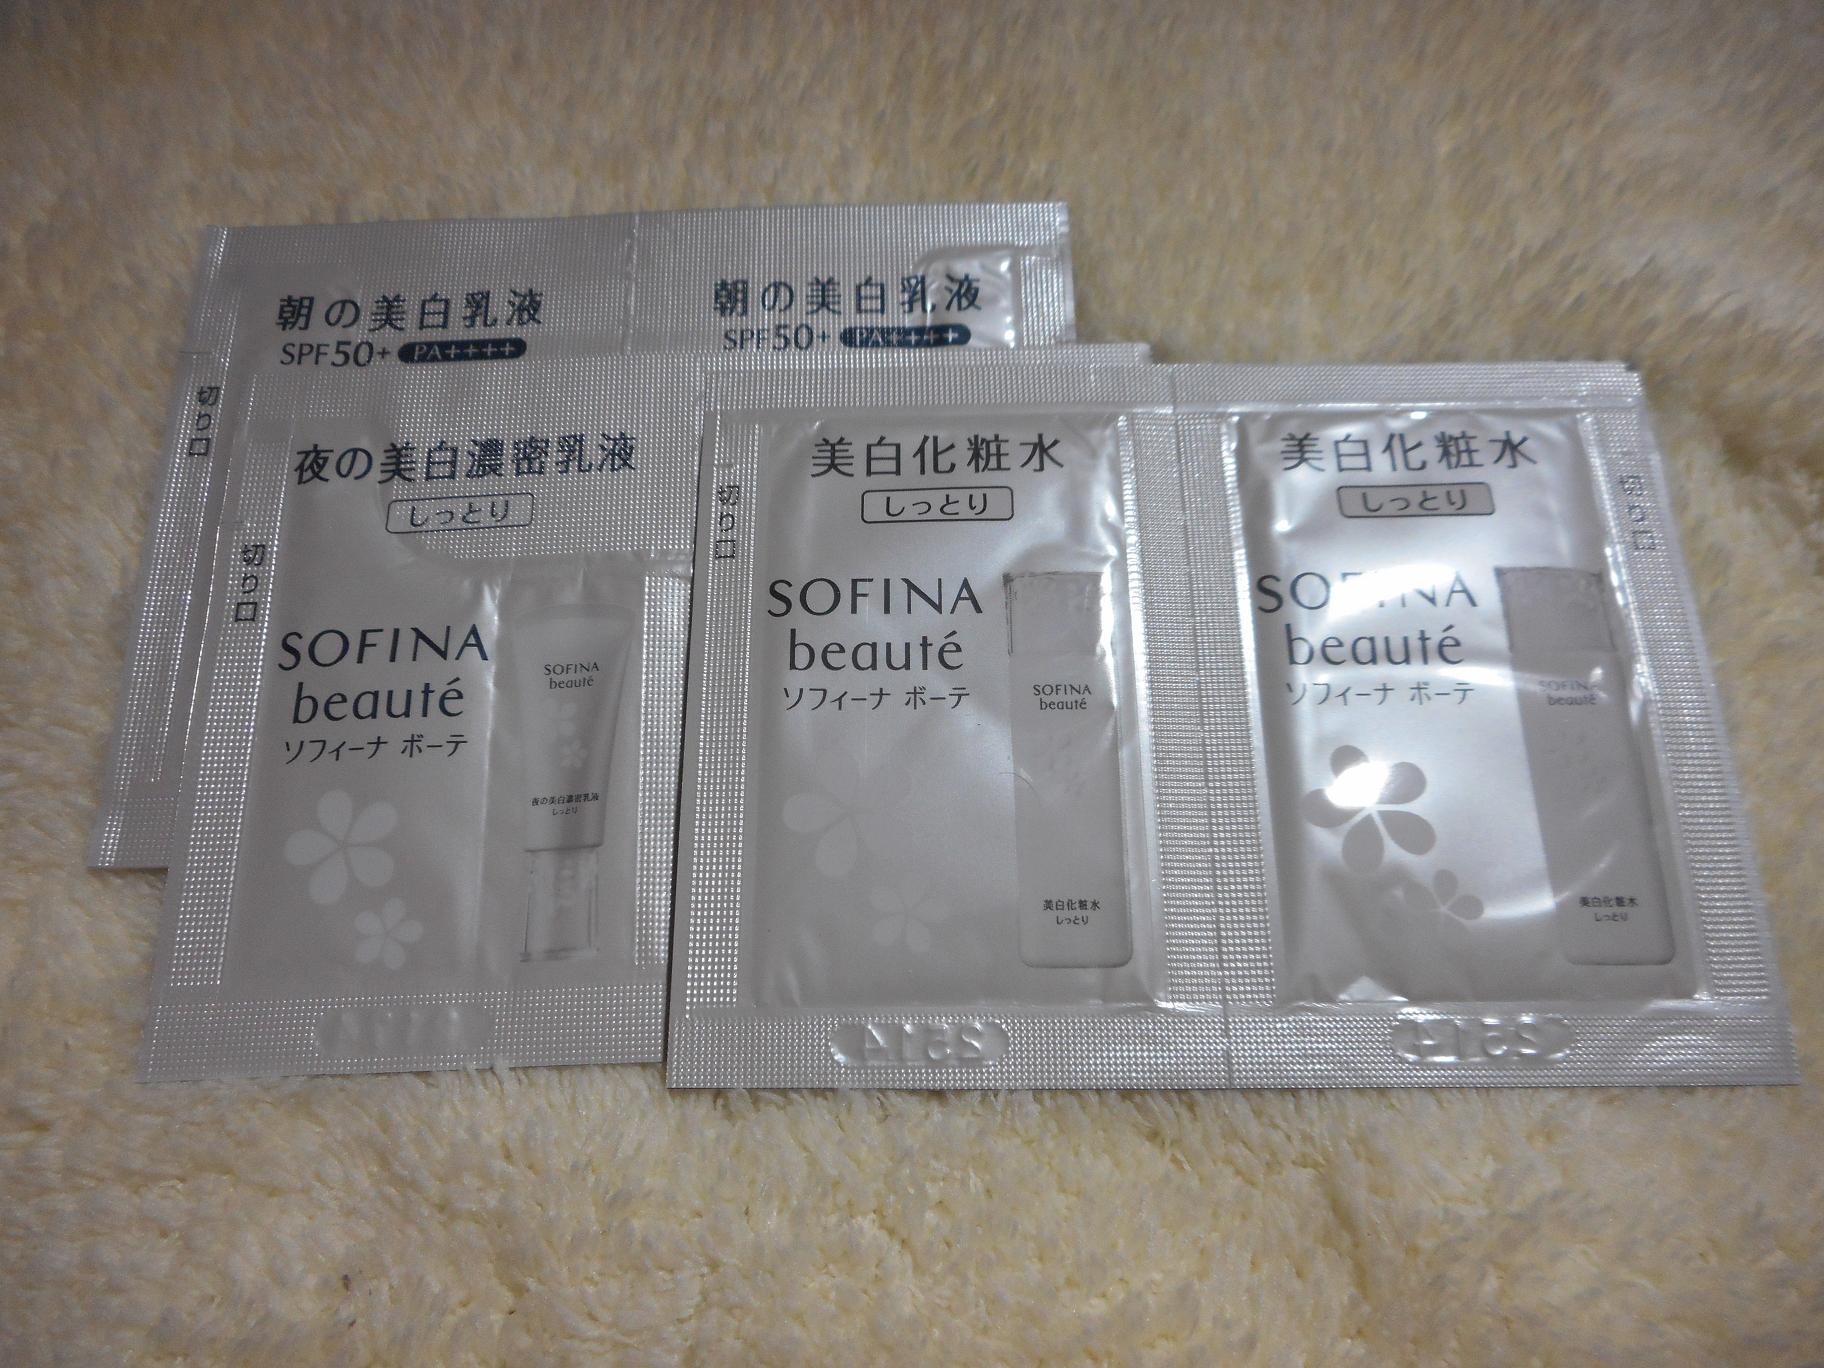 朝の美白乳液
SPF50+ PA++++
切り口
朝の美白乳液
SPF50+ PA++++
夜の美白濃密乳液
しっとり
切り口
SOFINA
beauté
ソフィーナ ボーテ
SOFINA
beauté
夜の美白濃密乳液
しっとり
美白化粧水
しっとり
切り口
SOFINA
beauté
ソフィーナ ボーテ
SOFINA
beauté
美白化粧水
しっとり
2514
美白化粧水
しっとり
切り口
SOFINA
beauté
ソフィーナ ボーテ
SOFINA
beauté
美白化粧水
しっとり
2514